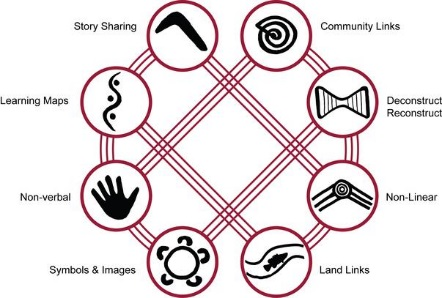 Story Sharing
Community Links
Learning Maps
Deconstruct
Reconstruct
Non-verbal
Non-Linear
Symbols & Images
Land Links